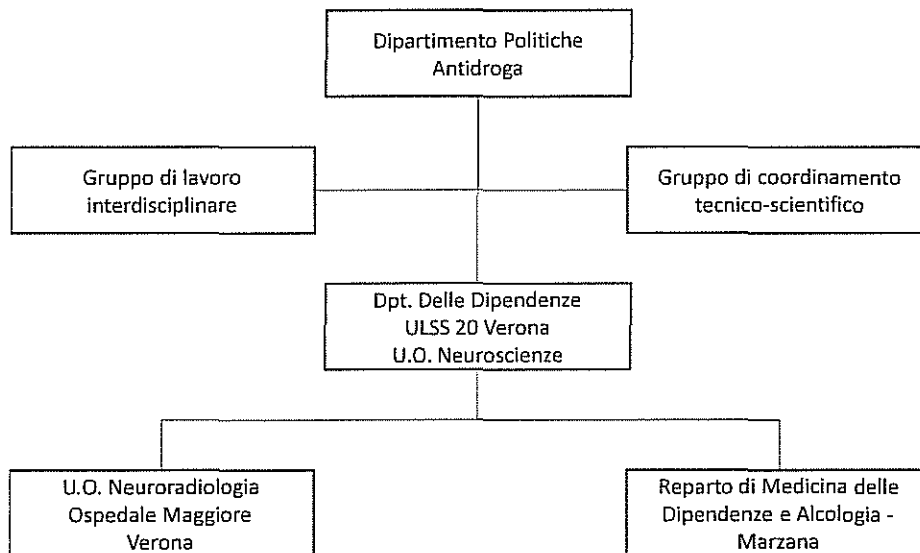 Dipartimento Politiche
Antidroga
Gruppo di lavoro
interdisciplinare
Gruppo di coordinamento
tecnico-scientifico
Dpt. Delle Dipendenze
ULSS 20 Verona
U.O. Neuroscienze
U.O. Neuroradiologia
Ospedale Maggiore
Verona
Reparto di Medicina delle
Dipendenze e Alcologia -
Marzana